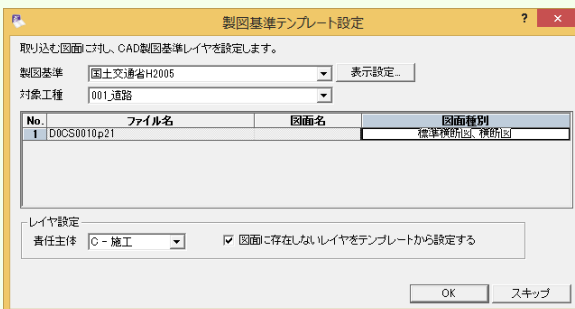 製図基準テンプレート設定
? ×
取り込む図面に対し、CAD製図基準レイヤを設定します。
製図基準 国土交通省H2005 表示設定...
対象工種 001_道路
No. ファイル名 図面名 図面種別
1 D0CS0010.p21 標準横断図、横断図
レイヤ設定
責任主体 C - 施工 図面に存在しないレイヤをテンプレートから設定する
OK スキップ